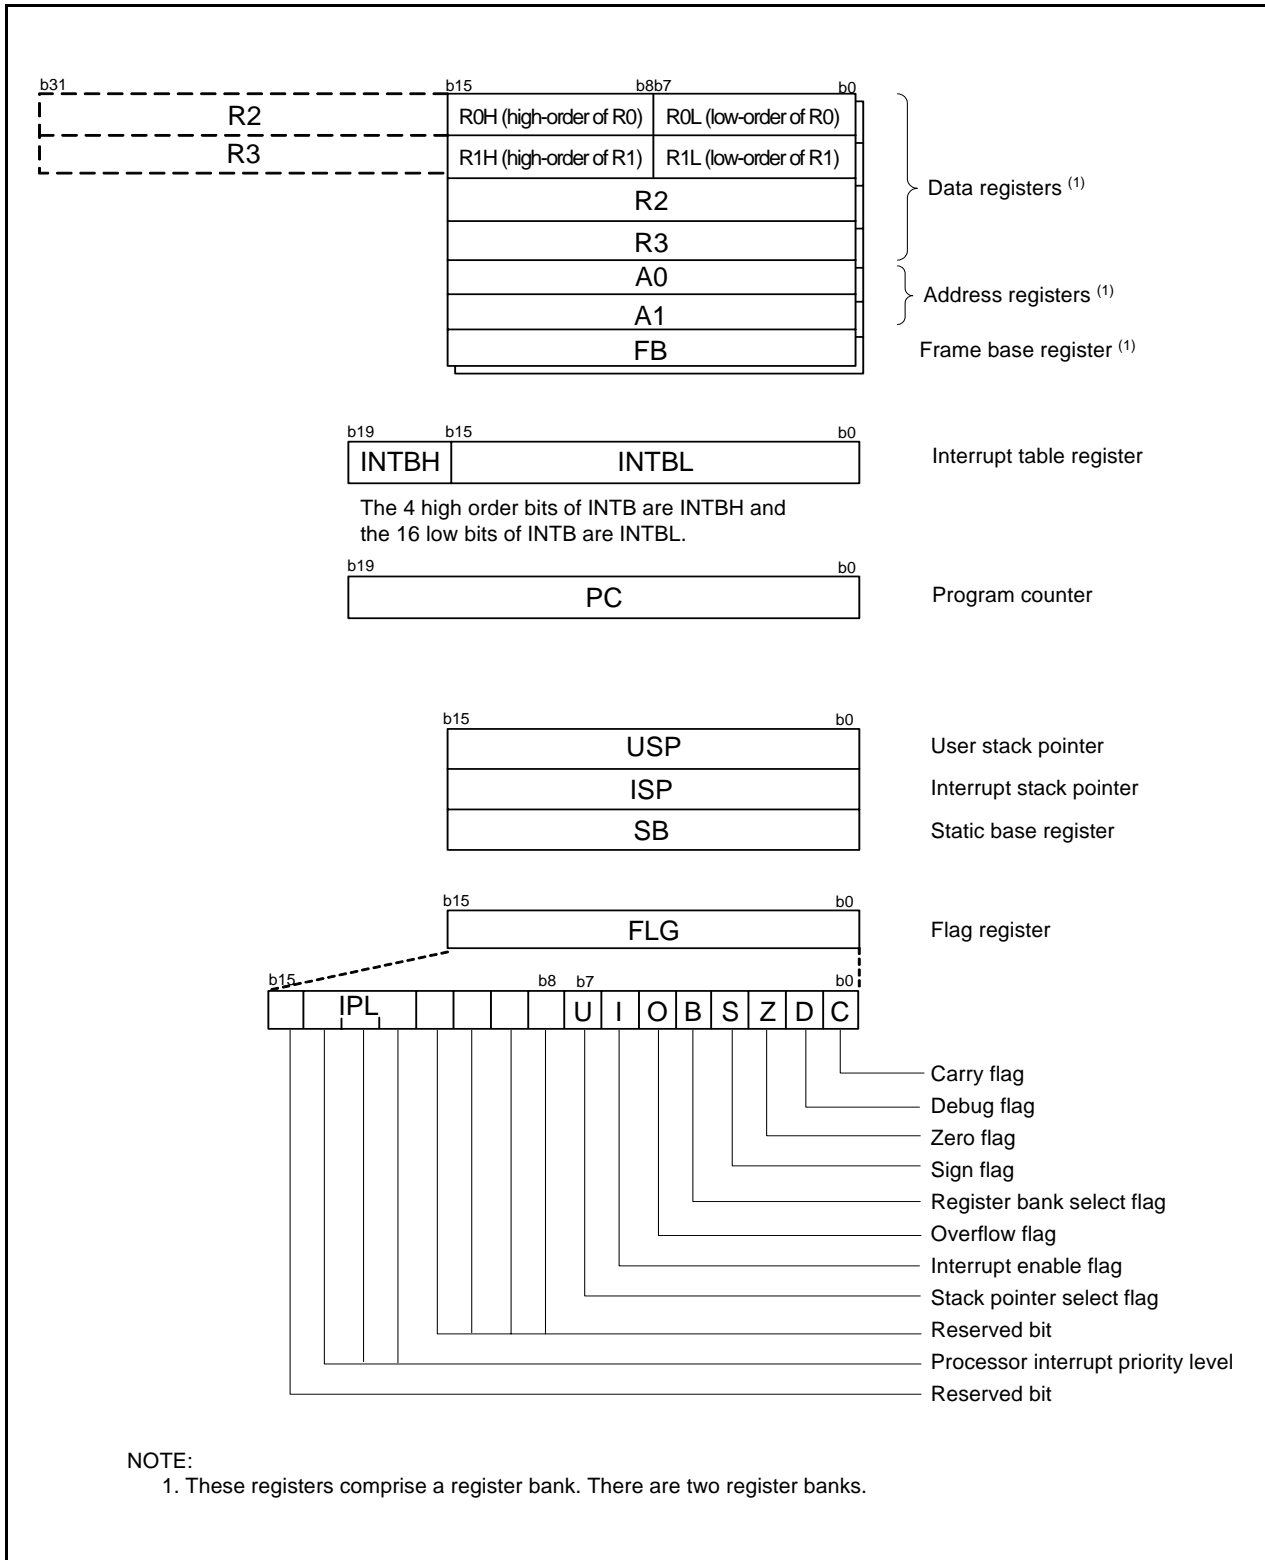 b31 b15 b8b7 b0
R2 R0H (high-order of R0) R0L (low-order of R0)
R3 R1H (high-order of R1) R1L (low-order of R1)
R2
Data registers (1)
R3
A0
Address registers (1)
A1
FB
Frame base register (1)
b19 b15 b0
INTBH INTBL Interrupt table register
The 4 high order bits of INTB are INTBH and
the 16 low bits of INTB are INTBL.
b19 b0
PC Program counter
b15 b0
USP User stack pointer
ISP Interrupt stack pointer
SB Static base register
b15 b0
FLG Flag register
b15 b8 b7 b0
IPL U I O B S Z D C
Carry flag
Debug flag
Zero flag
Sign flag
Register bank select flag
Overflow flag
Interrupt enable flag
Stack pointer select flag
Reserved bit
Processor interrupt priority level
Reserved bit
NOTE:
1. These registers comprise a register bank. There are two register banks.